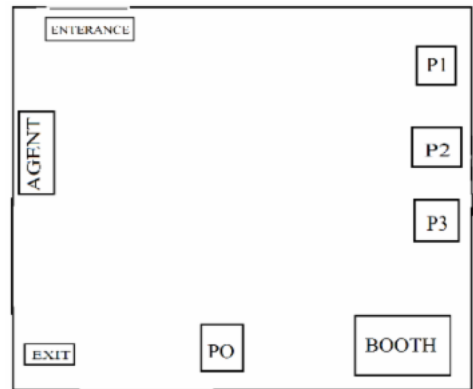 ENTERANCE
P1
AGENT
P2
P3
EXIT
PO
BOOTH